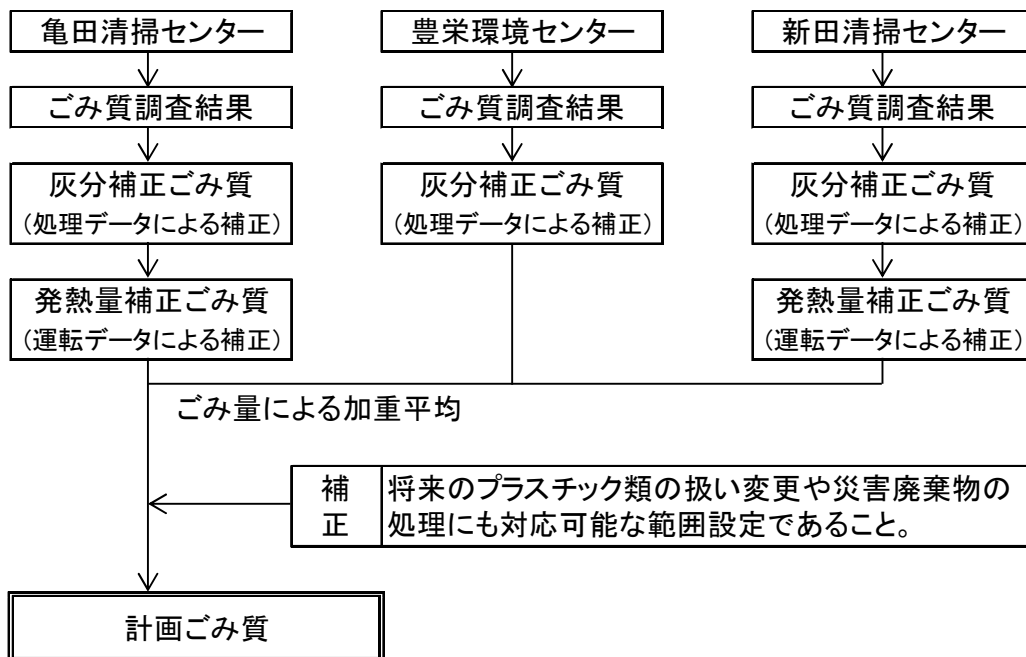 亀田清掃センター
豊栄環境センター
新田清掃センター
ごみ質調査結果
ごみ質調査結果
ごみ質調査結果
灰分補正ごみ質
(処理データによる補正)
灰分補正ごみ質
(処理データによる補正)
灰分補正ごみ質
(処理データによる補正)
発熱量補正ごみ質
(運転データによる補正)
発熱量補正ごみ質
(運転データによる補正)
ごみ量による加重平均
補正
将来のプラスチック類の扱い変更や災害廃棄物の
処理にも対応可能な範囲設定であること。
計画ごみ質